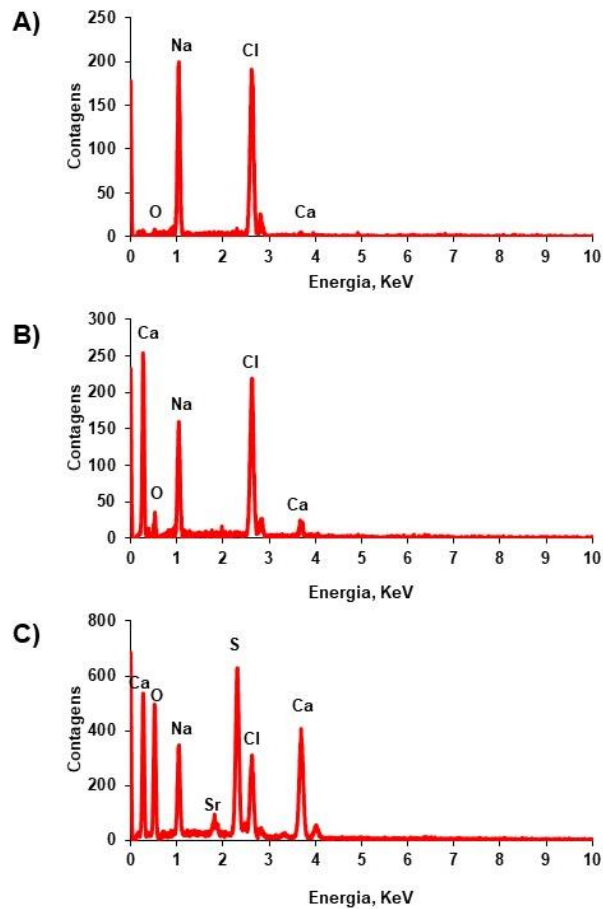 A)
250
200
150
100
50
0
Contagens
Na
Cl
O
Ca
0 1 2 3 4 5 6 7 8 9 10
Energia, KeV
B)
300
250
200
150
100
50
0
Contagens
Ca
Cl
Na
O
Ca
0 1 2 3 4 5 6 7 8 9 10
Energia, KeV
C)
800
600
400
200
0
Contagens
S
Ca
O
Ca
Na
Cl
Sr
0 1 2 3 4 5 6 7 8 9 10
Energia, KeV